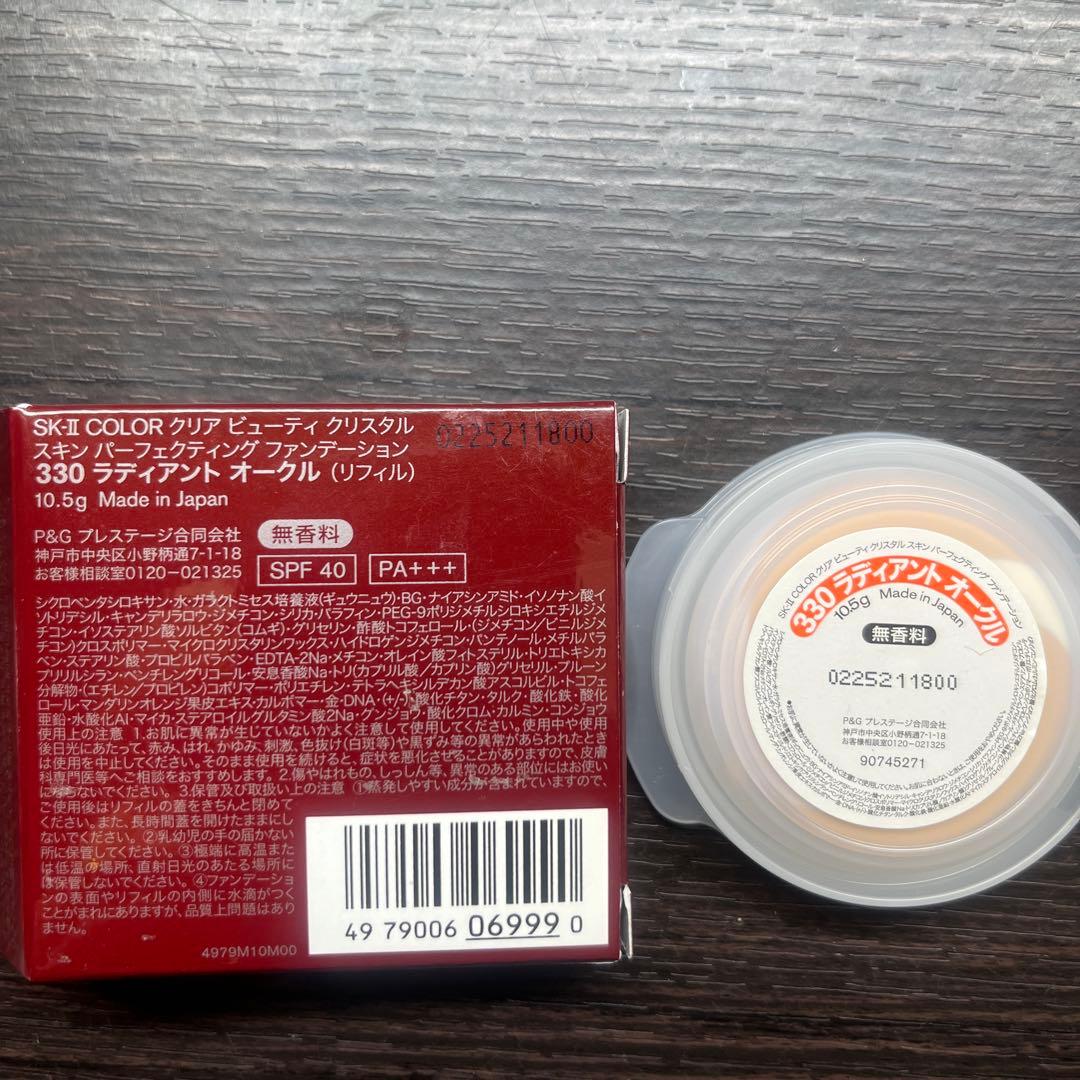 SK-II COLOR クリア ビューティ クリスタル
スキン パーフェクティング ファンデーション
330 ラディアント オークル (リフィル)
10.5g Made in Japan
0225211800
P&G プレステージ合同会社
無香料
神戸市中央区小野柄通7-1-18
お客様相談室0120-021325
SPF 40
PA+++
シクロペンタシロキサン・水・ガラクトミセス培養液(ギュウニュウ)・BG・ナイアシンアミド・イソノナン酸イ
ソトリデシル・キャンデリラロウ・ジメチコン・シリカ・パラフィン・PEG-9ポリジメチルシロキシエチルジメ
チコン・イソステアリン酸ソルビタン(コムギ)・グリセリン・酢酸トコフェロール・(ジメチコン/ビニルジメ
チコン)クロスポリマー・マイクロクリスタリンワックス・メチルハイドロゲンジメチコン・パンテノール・メチルパラ
ベン・ステアリン酸・プロピルパラベン・EDTA-2Na・メチコン・オレイン酸フィトステリル・トリエトキシカ
プリリルシラン・ペンチレングリコール・安息香酸Na・トリ(カプリル酸/カプリン酸)グリセリル・プルーン
分解物・(エチレン/プロピレン)コポリマー・ポリエチレン・テトラヘキシルデカン酸アスコルビル・トコフェ
ロール・マンダリンオレンジ果皮エキス・カルボマー・金・DNA・(+/-)酸化チタン・タルク・酸化鉄・酸化
亜鉛・水酸化Al・マイカ・ステアロイルグルタミン酸2Na・グンジョウ・酸化クロム・カルミン・コンジョウ
使用上の注意 1.お肌に異常が生じていないかよく注意して使用してください。使用中や使用
後日光にあたって、赤み、はれ、かゆみ、刺激、色抜け(白斑等)や黒ずみ等の異常があらわれたとき
は使用を中止してください。そのまま使用を続けると、症状を悪化させることがありますので、皮膚
科専門医等へご相談をおすすめします。2.傷やはれもの、しっしん等、異常のある部位にはお使い
にならないでください。3.保管及び取扱い上の注意 ①蒸発しやすい成分が含まれていますので、
ご使用後はリフィルの蓋をきちんと閉めて
ください。また、長時間蓋を開けたままにし
ないでください。②乳幼児の手の届かない
所に保管してください。③極端に高温また
は低温の場所、直射日光のあたる場所に
は保管しないでください。④ファンデーショ
ンの表面やリフィルの内側に水滴がつく
ことがまれにありますが、品質上問題はあり
ません。
4979M10M00
49 79006 06999 0
SK-II COLOR クリア ビューティ クリスタル スキン パーフェクティング ファンデーション
330 ラディアント オークル
10.5g Made in Japan
無香料
0225211800
P&G プレステージ合同会社
神戸市中央区小野柄通7-1-18
お客様相談室0120-021325
90745271